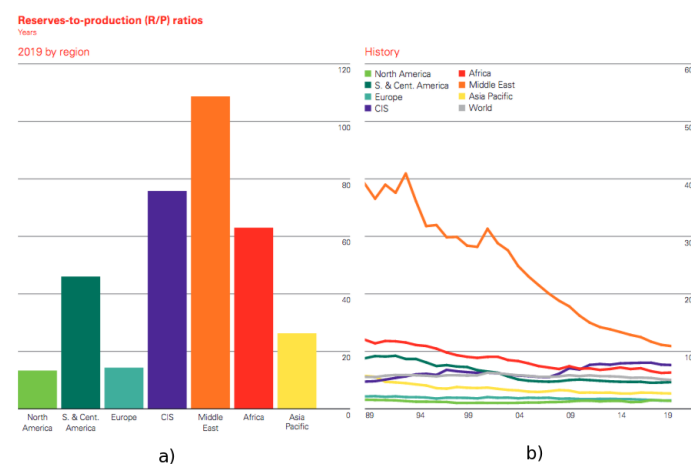 Reserves-to-production (R/P) ratios
Years
2019 by region
120
100
80
60
40
20
0
North America
S. & Cent. America
Europe
CIS
Middle East
Africa
Asia Pacific
a)
History
North America
S. & Cent. America
Europe
CIS
Africa
Middle East
Asia Pacific
World
89
94
99
04
09
14
19
b)